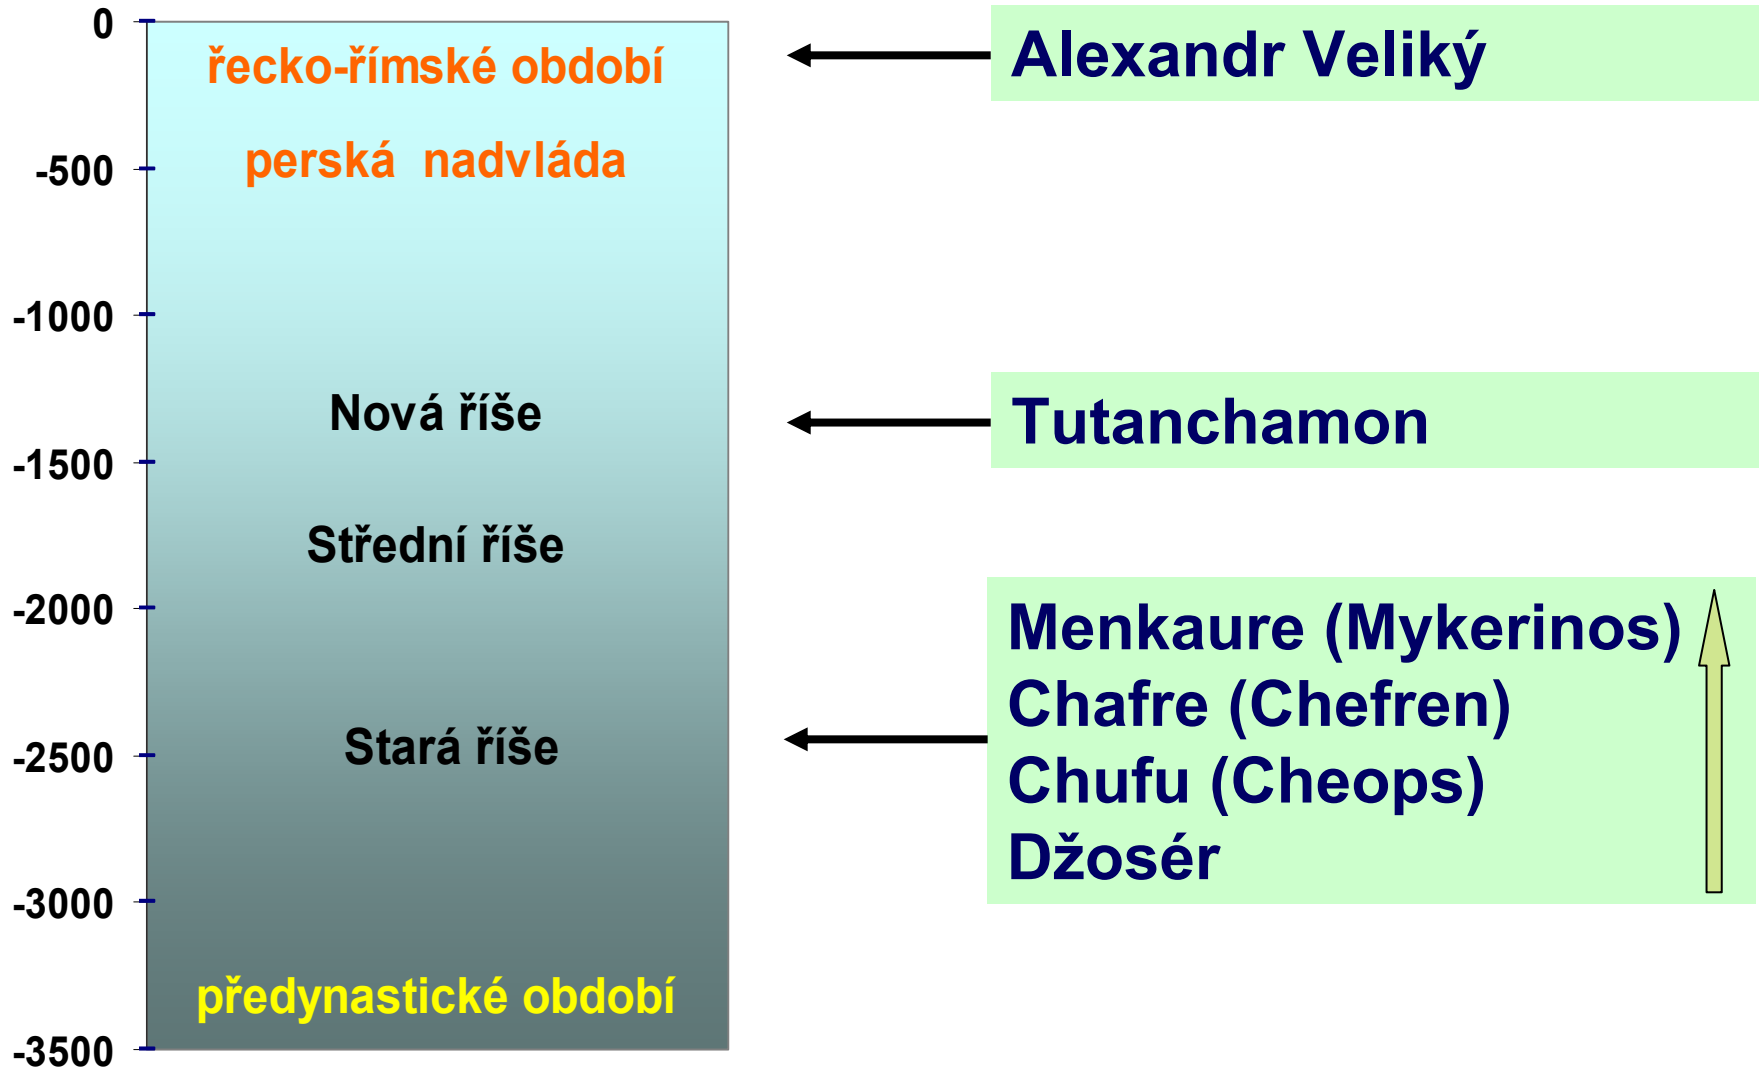 0
řecko-římské období
Alexandr Veliký
perská nadvláda
-500
-1000
Nová říše
Tutanchamon
-1500
Střední říše
-2000
Menkaure (Mykerinos)
Chafre (Chefren)
Stará říše
-2500
Chufu (Cheops)
Džosér
-3000
předynastické období
-3500